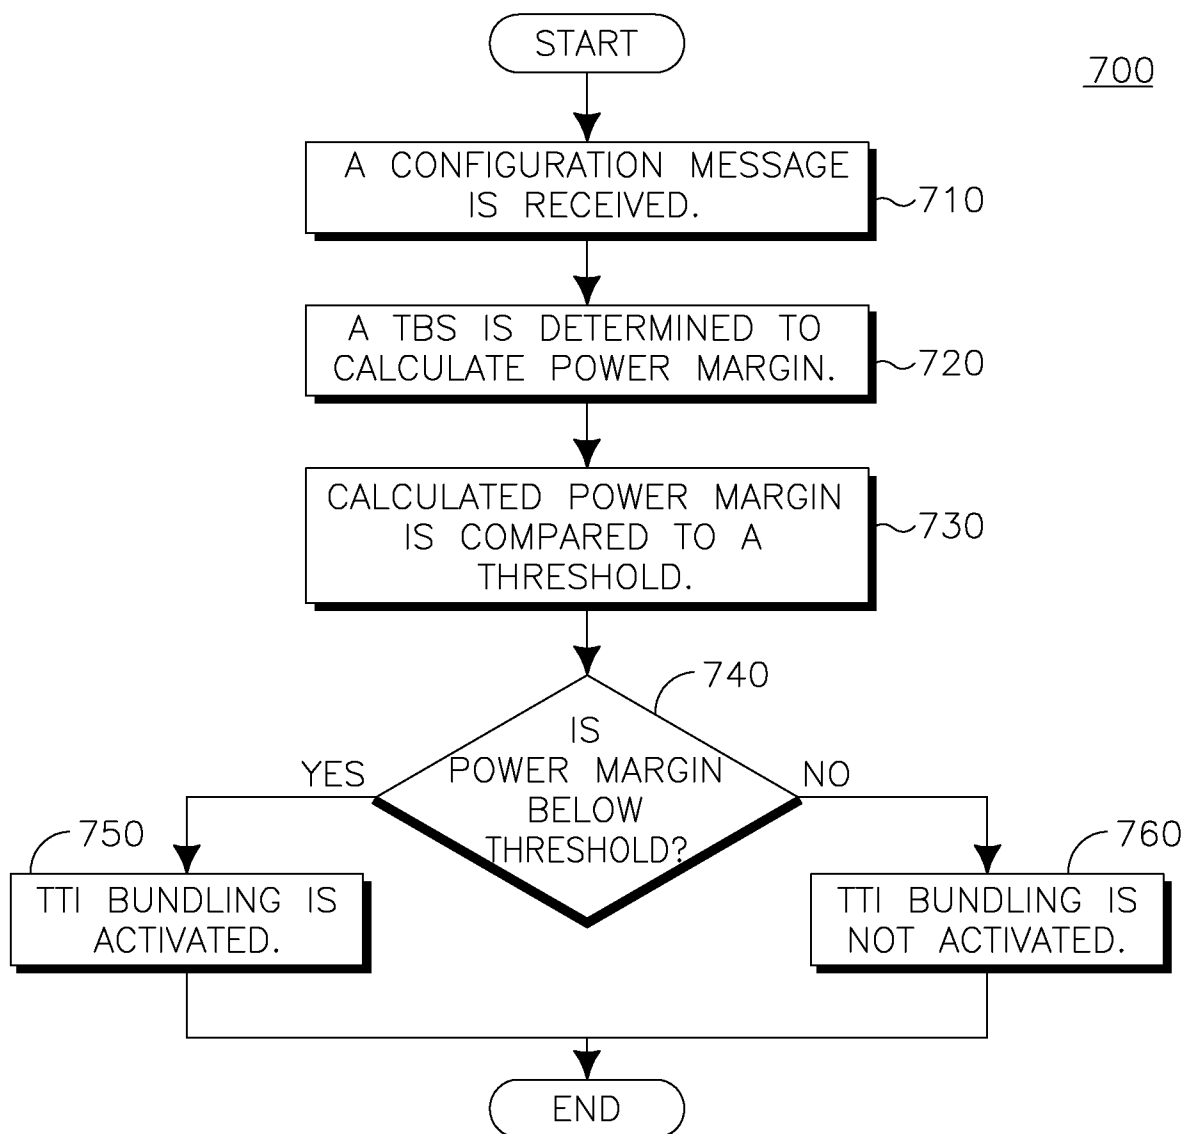 START
700
A CONFIGURATION MESSAGE
IS RECEIVED.
710
A TBS IS DETERMINED TO
CALCULATE POWER MARGIN.
720
CALCULATED POWER MARGIN
IS COMPARED TO A
THRESHOLD.
730
740
IS
POWER MARGIN
BELOW
THRESHOLD?
YES
NO
750
TTI BUNDLING IS
ACTIVATED.
760
TTI BUNDLING IS
NOT ACTIVATED.
END